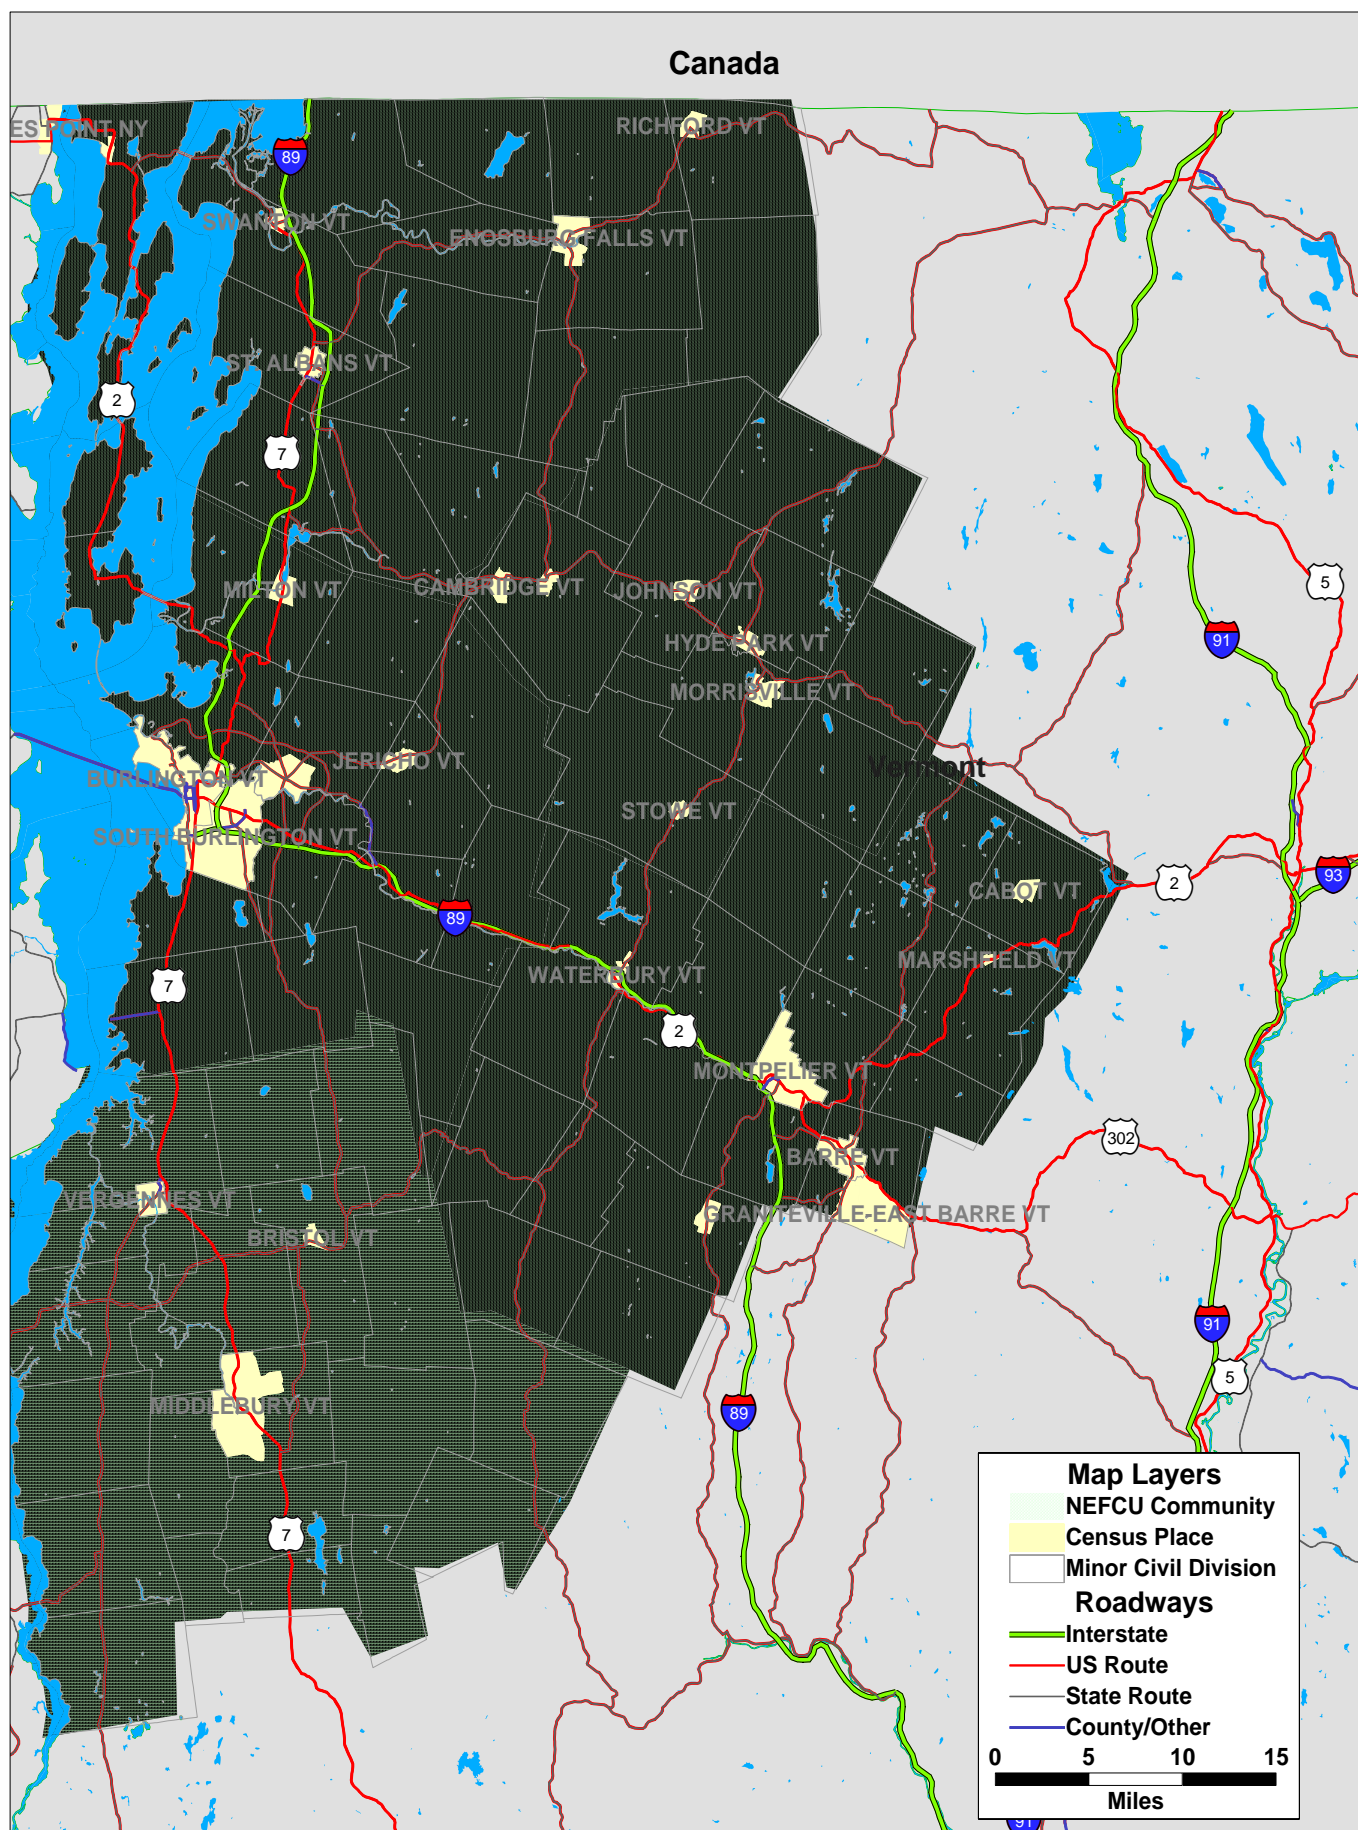 Canada
ES POINT NY
RICHFORD VT
89
SWANTON VT
ENOSBURG FALLS VT
ST. ALBANS VT
2
7
5
MILTON VT
CAMBRIDGE VT
JOHNSON VT
91
HYDE PARK VT
MORRISVILLE VT
JERICHO VT
Vermont
BURLINGTON VT
STOWE VT
SOUTH BURLINGTON VT
93
2
CABOT VT
89
MARSHFIELD VT
WATERBURY VT
7
2
MONTPELIER VT
302
BARRE VT
VERGENNES VT
GRANITEVILLE-EAST BARRE VT
BRISTOL VT
91
5
MIDDLEBURY VT
89
7
Map Layers
NEFCU Community
Census Place
Minor Civil Division
Roadways
Interstate
US Route
State Route
County/Other
0 5 10 15
Miles
91